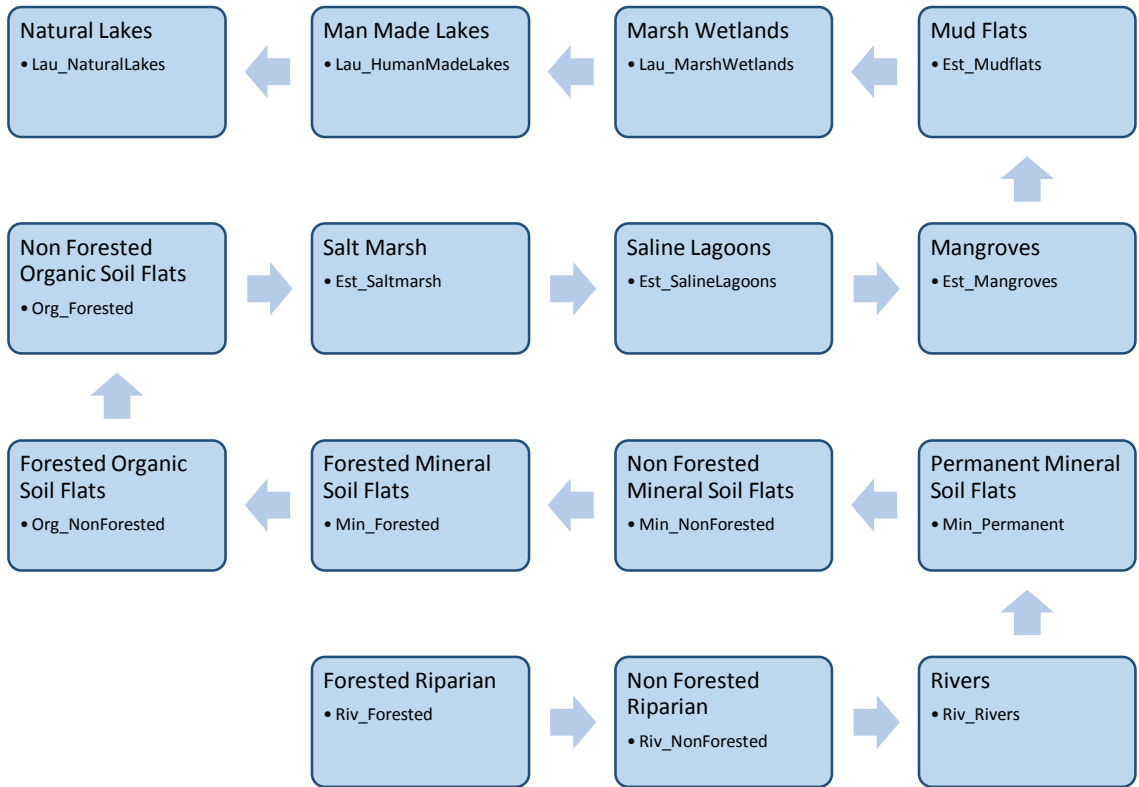 Natural Lakes
• Lau_NaturalLakes
Man Made Lakes
• Lau_HumanMadeLakes
Marsh Wetlands
• Lau_MarshWetlands
Mud Flats
• Est_Mudflats
Non Forested
Organic Soil Flats
• Org_Forested
Salt Marsh
• Est_Saltmarsh
Saline Lagoons
• Est_SalineLagoons
Mangroves
• Est_Mangroves
Forested Organic
Soil Flats
• Org_NonForested
Forested Mineral
Soil Flats
• Min_Forested
Non Forested
Mineral Soil Flats
• Min_NonForested
Permanent Mineral
Soil Flats
• Min_Permanent
Forested Riparian
• Riv_Forested
Non Forested
Riparian
• Riv_NonForested
Rivers
• Riv_Rivers